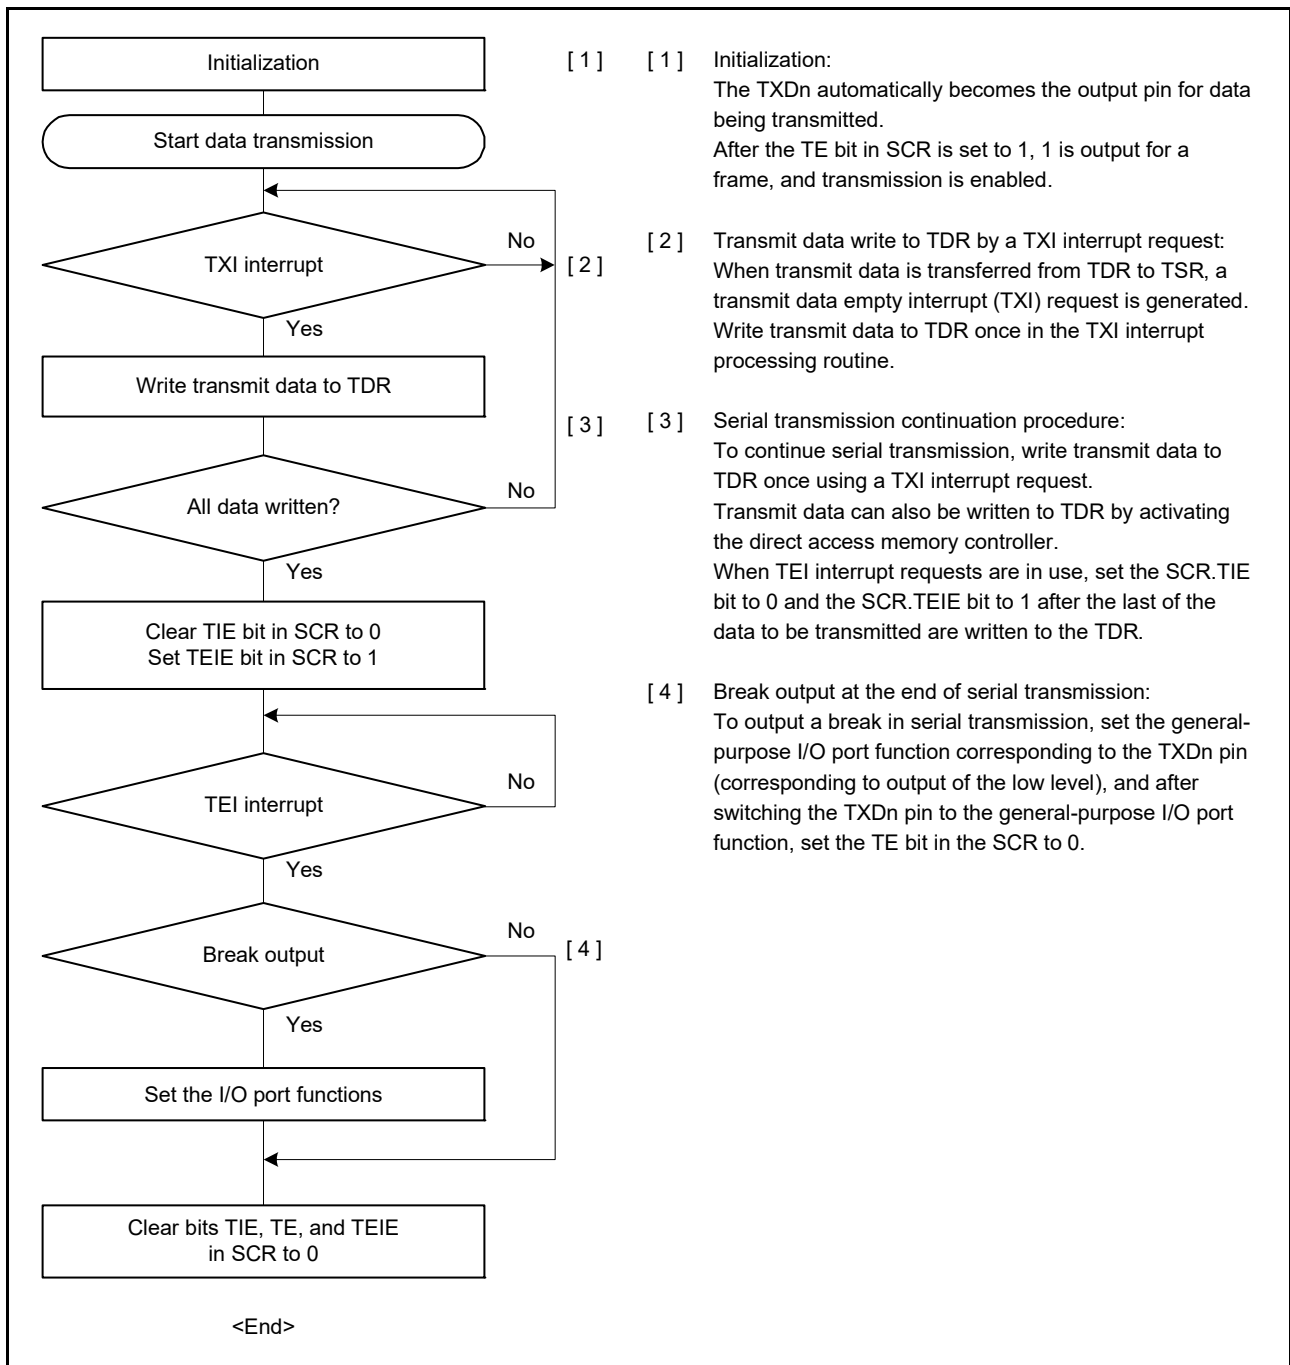 Initialization
[ 1 ]
Start data transmission
TXI interrupt
No
[ 2 ]
Yes
Write transmit data to TDR
[ 3 ]
All data written?
No
Yes
Clear TIE bit in SCR to 0
Set TEIE bit in SCR to 1
TEI interrupt
No
Yes
Break output
No
[ 4 ]
Yes
Set the I/O port functions
Clear bits TIE, TE, and TEIE
in SCR to 0
<End>
[ 1 ] Initialization:
The TXDn automatically becomes the output pin for data
being transmitted.
After the TE bit in SCR is set to 1, 1 is output for a
frame, and transmission is enabled.
[ 2 ] Transmit data write to TDR by a TXI interrupt request:
When transmit data is transferred from TDR to TSR, a
transmit data empty interrupt (TXI) request is generated.
Write transmit data to TDR once in the TXI interrupt
processing routine.
[ 3 ] Serial transmission continuation procedure:
To continue serial transmission, write transmit data to
TDR once using a TXI interrupt request.
Transmit data can also be written to TDR by activating
the direct access memory controller.
When TEI interrupt requests are in use, set the SCR.TIE
bit to 0 and the SCR.TEIE bit to 1 after the last of the
data to be transmitted are written to the TDR.
[ 4 ] Break output at the end of serial transmission:
To output a break in serial transmission, set the general-
purpose I/O port function corresponding to the TXDn pin
(corresponding to output of the low level), and after
switching the TXDn pin to the general-purpose I/O port
function, set the TE bit in the SCR to 0.